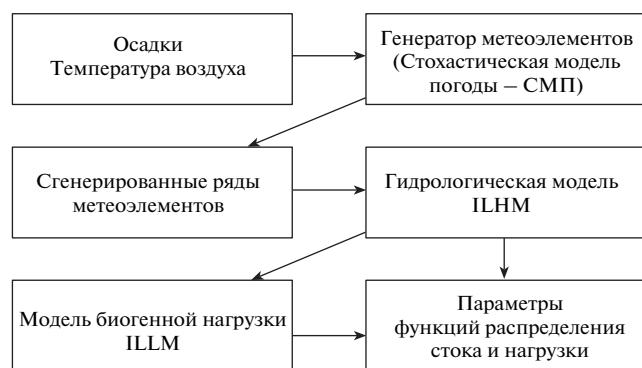 Осадки
Температура воздуха
Генератор метеоэлементов
(Стохастическая модель
погоды – СМП)
Сгенерированные ряды
метеоэлементов
Гидрологическая модель
ILHM
Модель биогенной нагрузки
ILLM
Параметры
функций распределения
стока и нагрузки